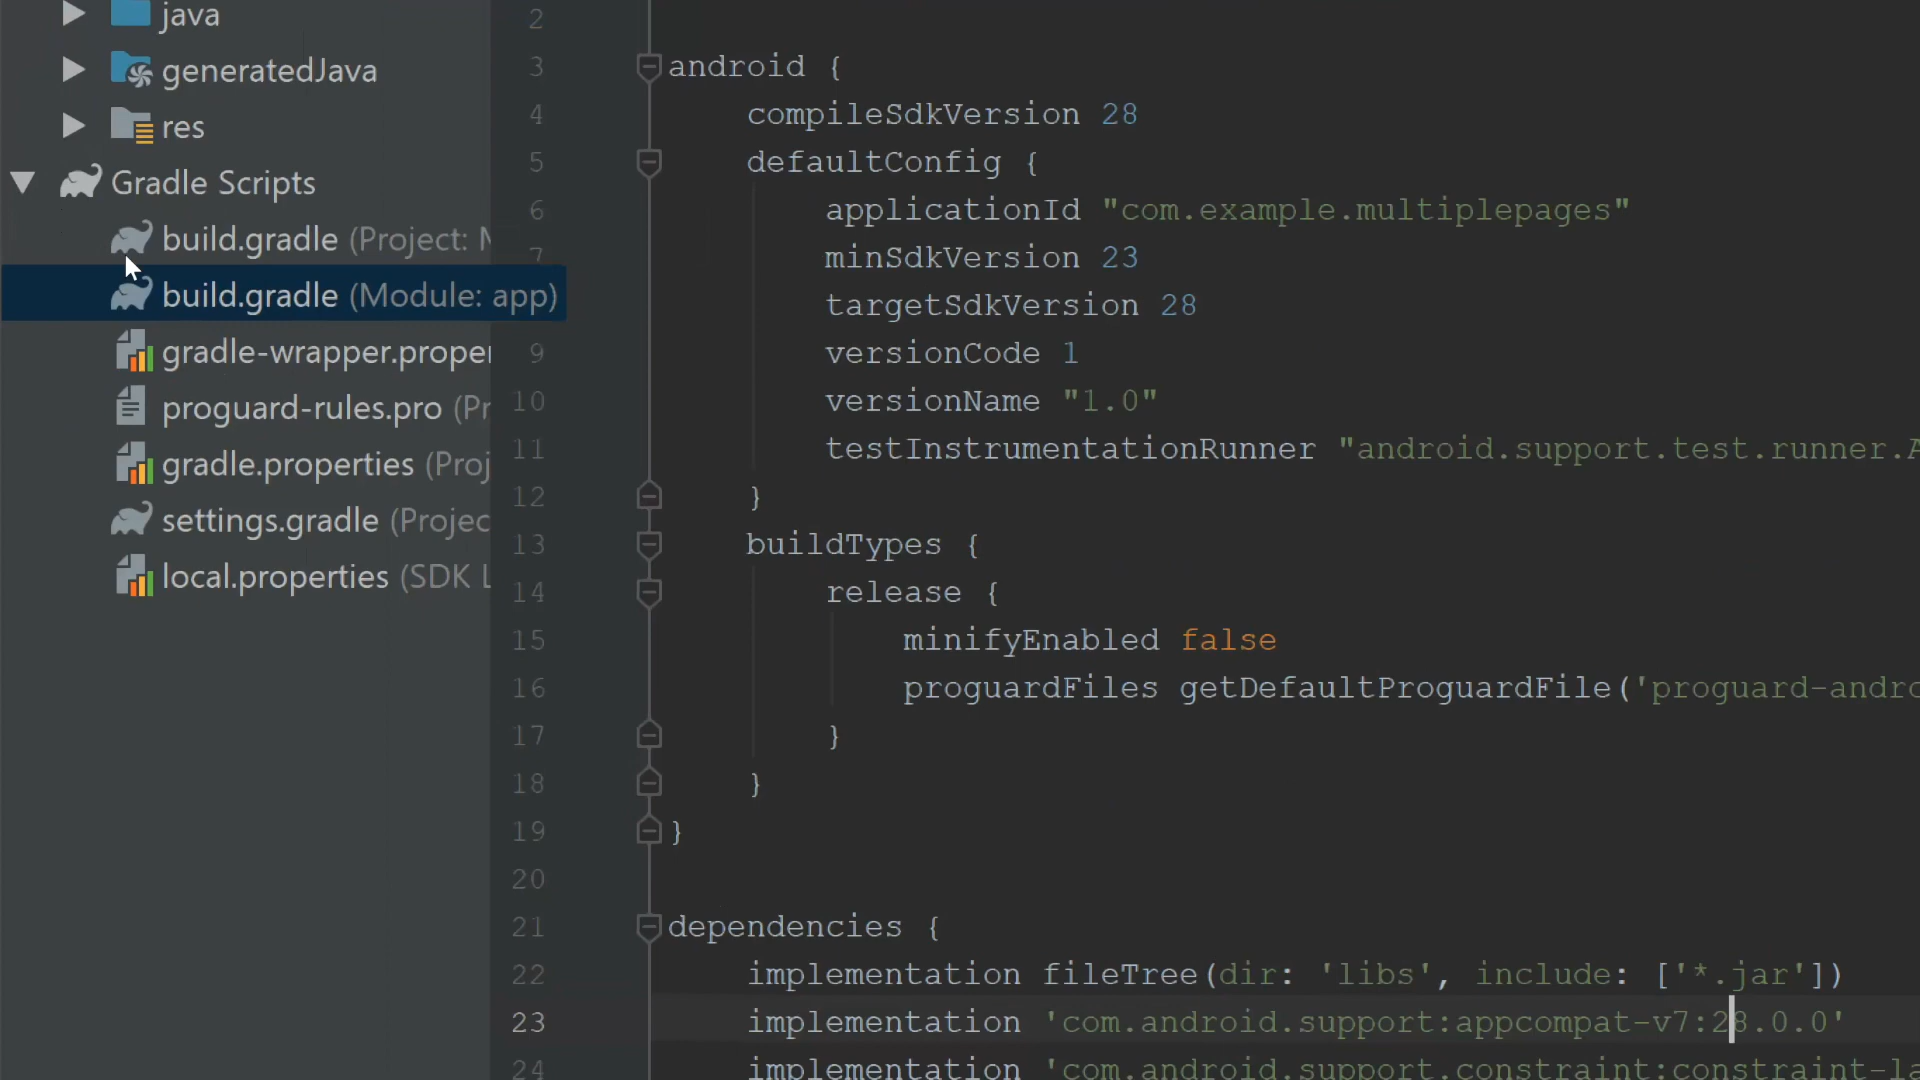 java
generatedJava
res
Gradle Scripts
build.gradle (Project: M
build.gradle (Module: app)
gradle-wrapper.proper
proguard-rules.pro (Pr
gradle.properties (Proj
settings.gradle (Projec
local.properties (SDK L
2
3 android {
4 compileSdkVersion 28
5 defaultConfig {
6 applicationId "com.example.multiplepages"
7 minSdkVersion 23
targetSdkVersion 28
9 versionCode 1
10 versionName "1.0"
11 testInstrumentationRunner "android.support.test.runner.A
12 }
13 buildTypes {
14 release {
15 minifyEnabled false
16 proguardFiles getDefaultProguardFile('proguard-andro
17 }
18 }
19 }
20
21 dependencies {
22 implementation fileTree(dir: 'libs', include: ['*.jar'])
23 implementation 'com.android.support:appcompat-v7:28.0.0'
24 implementation 'com.android.support.constraint:constraint-la